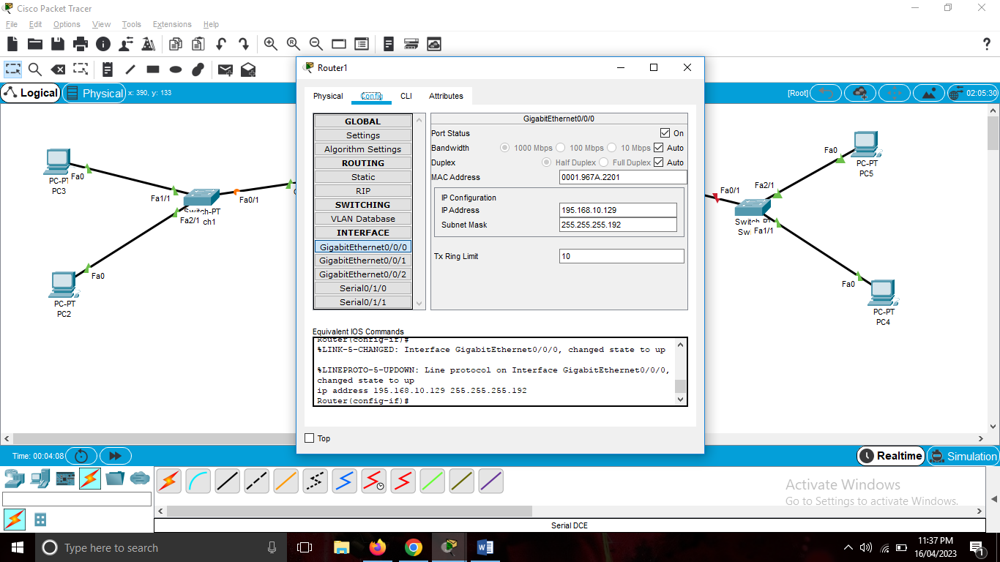 Cisco Packet Tracer
File Edit Options View Tools Extensions Help
?
Logical Physical x: 390, y: 133 [Root] 02:05:30
Router1
Physical Config CLI Attributes
GLOBAL
Settings
Algorithm Settings
ROUTING
Static
RIP
SWITCHING
VLAN Database
INTERFACE
GigabitEthernet0/0/0
GigabitEthernet0/0/1
GigabitEthernet0/0/2
Serial0/1/0
Serial0/1/1
GigabitEthernet0/0/0
Port Status On
Bandwidth 1000 Mbps 100 Mbps 10 Mbps Auto
Duplex Half Duplex Full Duplex Auto
MAC Address 0001.967A.2201
IP Configuration
IP Address 195.168.10.129
Subnet Mask 255.255.255.192
Tx Ring Limit 10
Equivalent IOS Commands
Router(config-if)#
%LINK-5-CHANGED: Interface GigabitEthernet0/0/0, changed state to up
%LINEPROTO-5-UPDOWN: Line protocol on Interface GigabitEthernet0/0/0,
changed state to up
ip address 195.168.10.129 255.255.255.192
Router(config-if)#
Top
Fa0
PC-PT
PC3
Fa1/1
Fa0/1
Switch-PT
Fa2/1 ch1
Fa0
PC-PT
PC2
Fa0
PC-PT
PC5
Fa0/1
Fa2/1
Switch-PT
Fa1/1
Fa0
PC-PT
PC4
Time: 00:04:08 Realtime Simulation
Activate Windows
Go to Settings to activate Windows.
Serial DCE
Type here to search
11:37 PM
16/04/2023
1